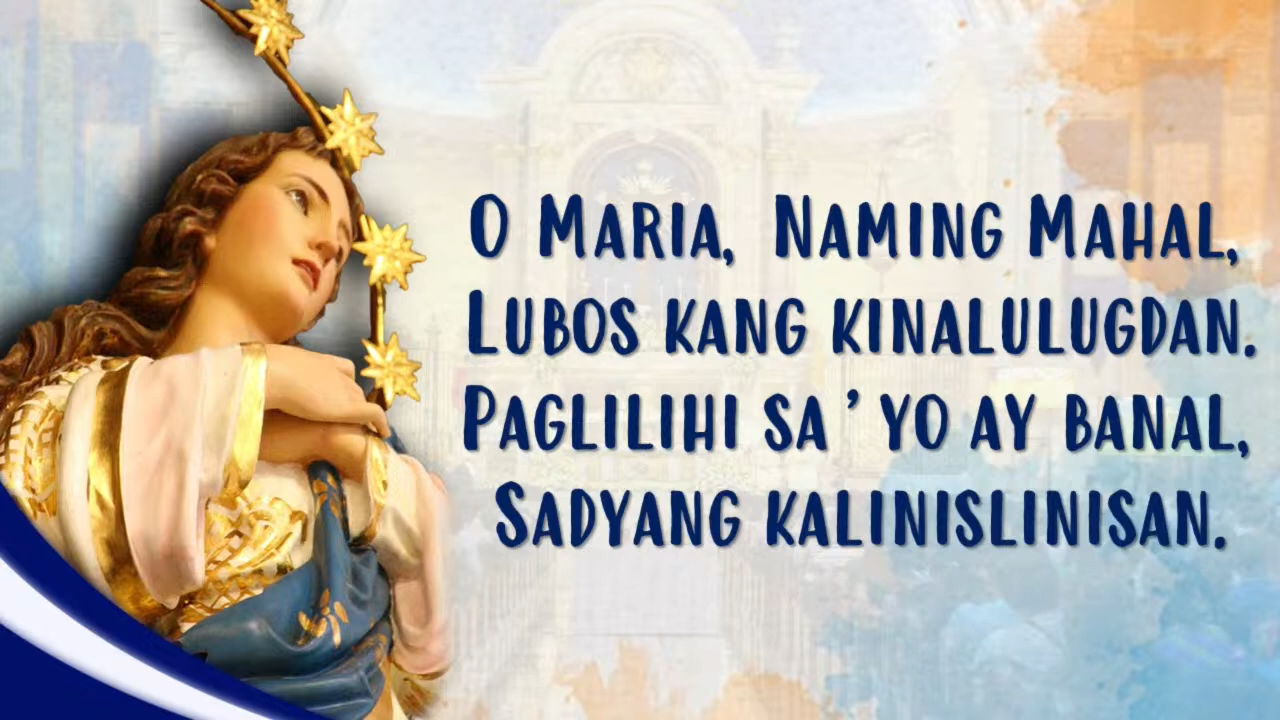 O Maria, Naming Mahal,
Lubos kang kinalulugdan.
Paglilihi sa'yo ay banal,
Sadyang kalinislinisan.